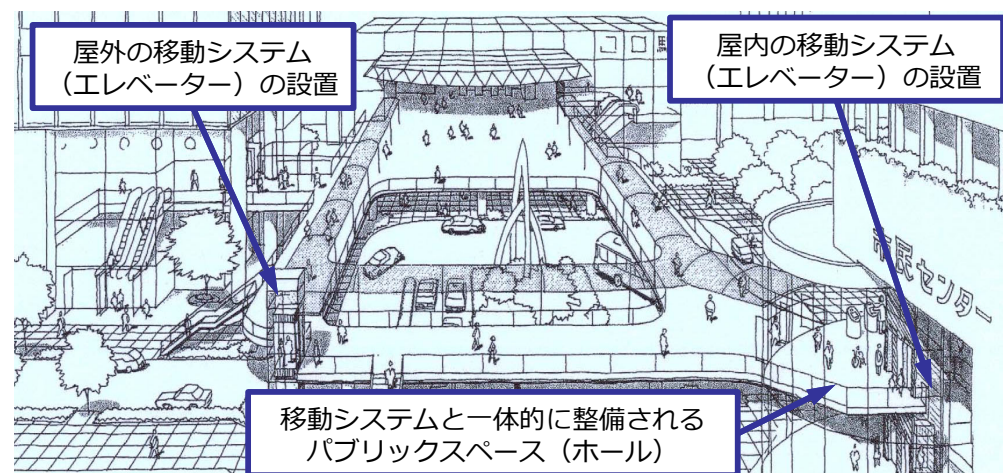 屋外の移動システム
（エレベーター）の設置
屋内の移動システム
（エレベーター）の設置
市民センター
移動システムと一体的に整備される
パブリックスペース（ホール）